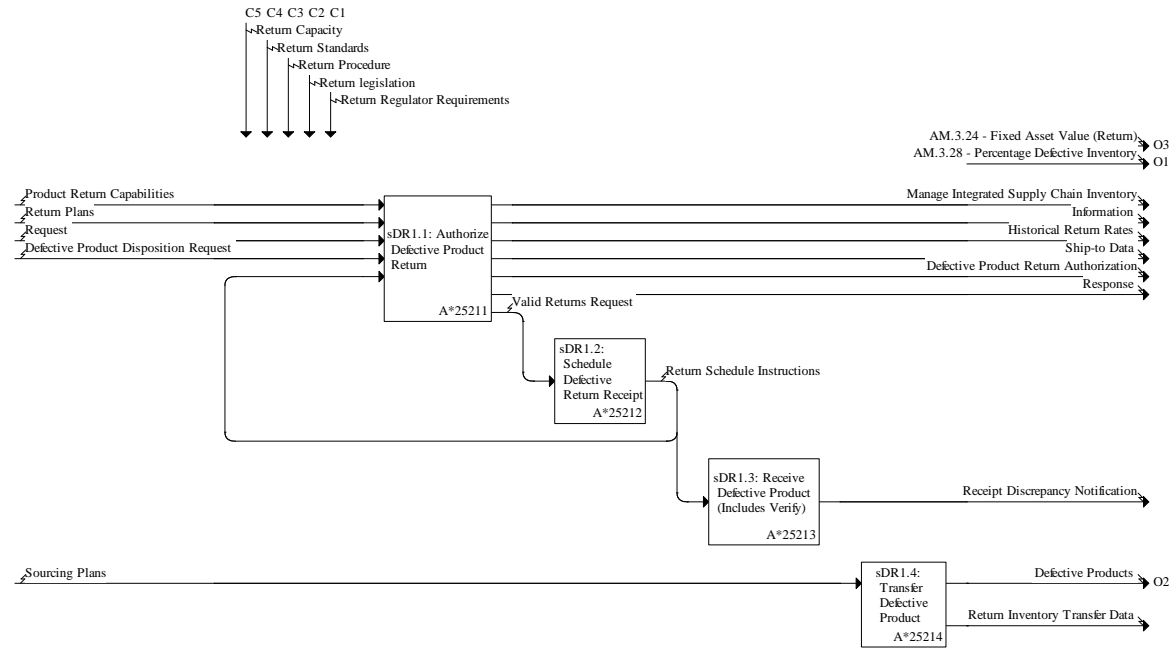 C5 C4 C3 C2 C1
Return Capacity
Return Standards
Return Procedure
Return legislation
Return Regulator Requirements
AM.3.24 - Fixed Asset Value (Return)
O3
AM.3.28 - Percentage Defective Inventory
O1
Product Return Capabilities
Return Plans
Request
Defective Product Disposition Request
sDR1.1: Authorize
Defective Product
Return
A*25211
Manage Integrated Supply Chain Inventory
Information
Historical Return Rates
Ship-to Data
Defective Product Return Authorization
Response
Valid Returns Request
sDR1.2:
Schedule
Defective
Return Receipt
A*25212
Return Schedule Instructions
sDR1.3: Receive
Defective Product
(Includes Verify)
A*25213
Receipt Discrepancy Notification
Sourcing Plans
sDR1.4:
Transfer
Defective
Product
A*25214
Defective Products
O2
Return Inventory Transfer Data